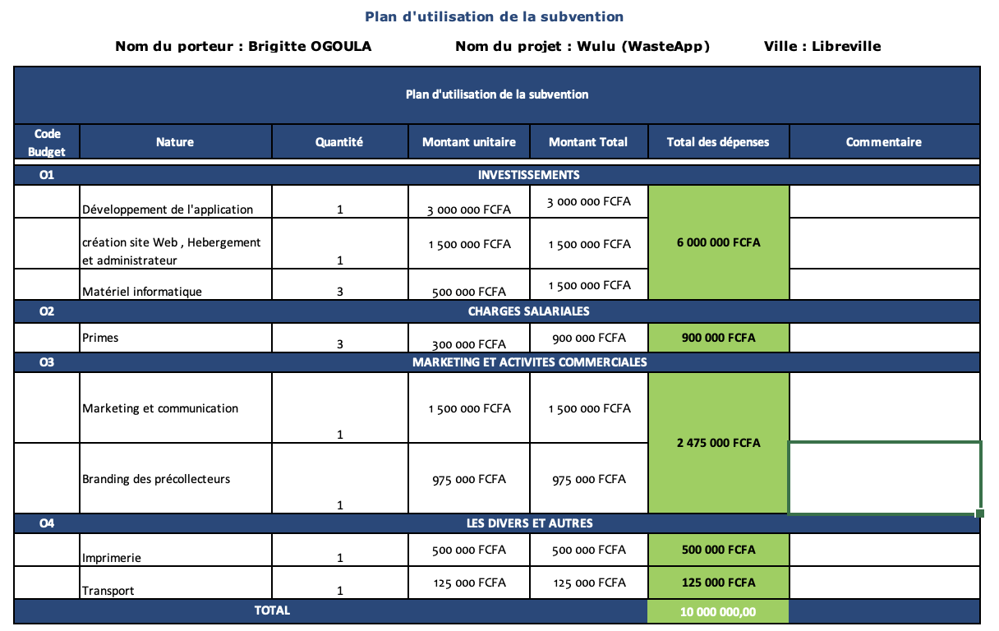 Plan d'utilisation de la subvention
Nom du porteur : Brigitte OGOULA Nom du projet : Wulu (WasteApp) Ville : Libreville
Plan d'utilisation de la subvention
Code Budget Nature Quantité Montant unitaire Montant Total Total des dépenses Commentaire
O1 INVESTISSEMENTS
Développement de l'application 1 3 000 000 FCFA 3 000 000 FCFA 6 000 000 FCFA
création site Web , Hebergement
et administrateur 1 1 500 000 FCFA 1 500 000 FCFA
Matériel informatique 3 500 000 FCFA 1 500 000 FCFA
O2 CHARGES SALARIALES
Primes 3 300 000 FCFA 900 000 FCFA 900 000 FCFA
O3 MARKETING ET ACTIVITES COMMERCIALES
Marketing et communication 1 1 500 000 FCFA 1 500 000 FCFA 2 475 000 FCFA
Branding des précollecteurs 1 975 000 FCFA 975 000 FCFA
O4 LES DIVERS ET AUTRES
Imprimerie 1 500 000 FCFA 500 000 FCFA 500 000 FCFA
Transport 1 125 000 FCFA 125 000 FCFA 125 000 FCFA
TOTAL 10 000 000,00